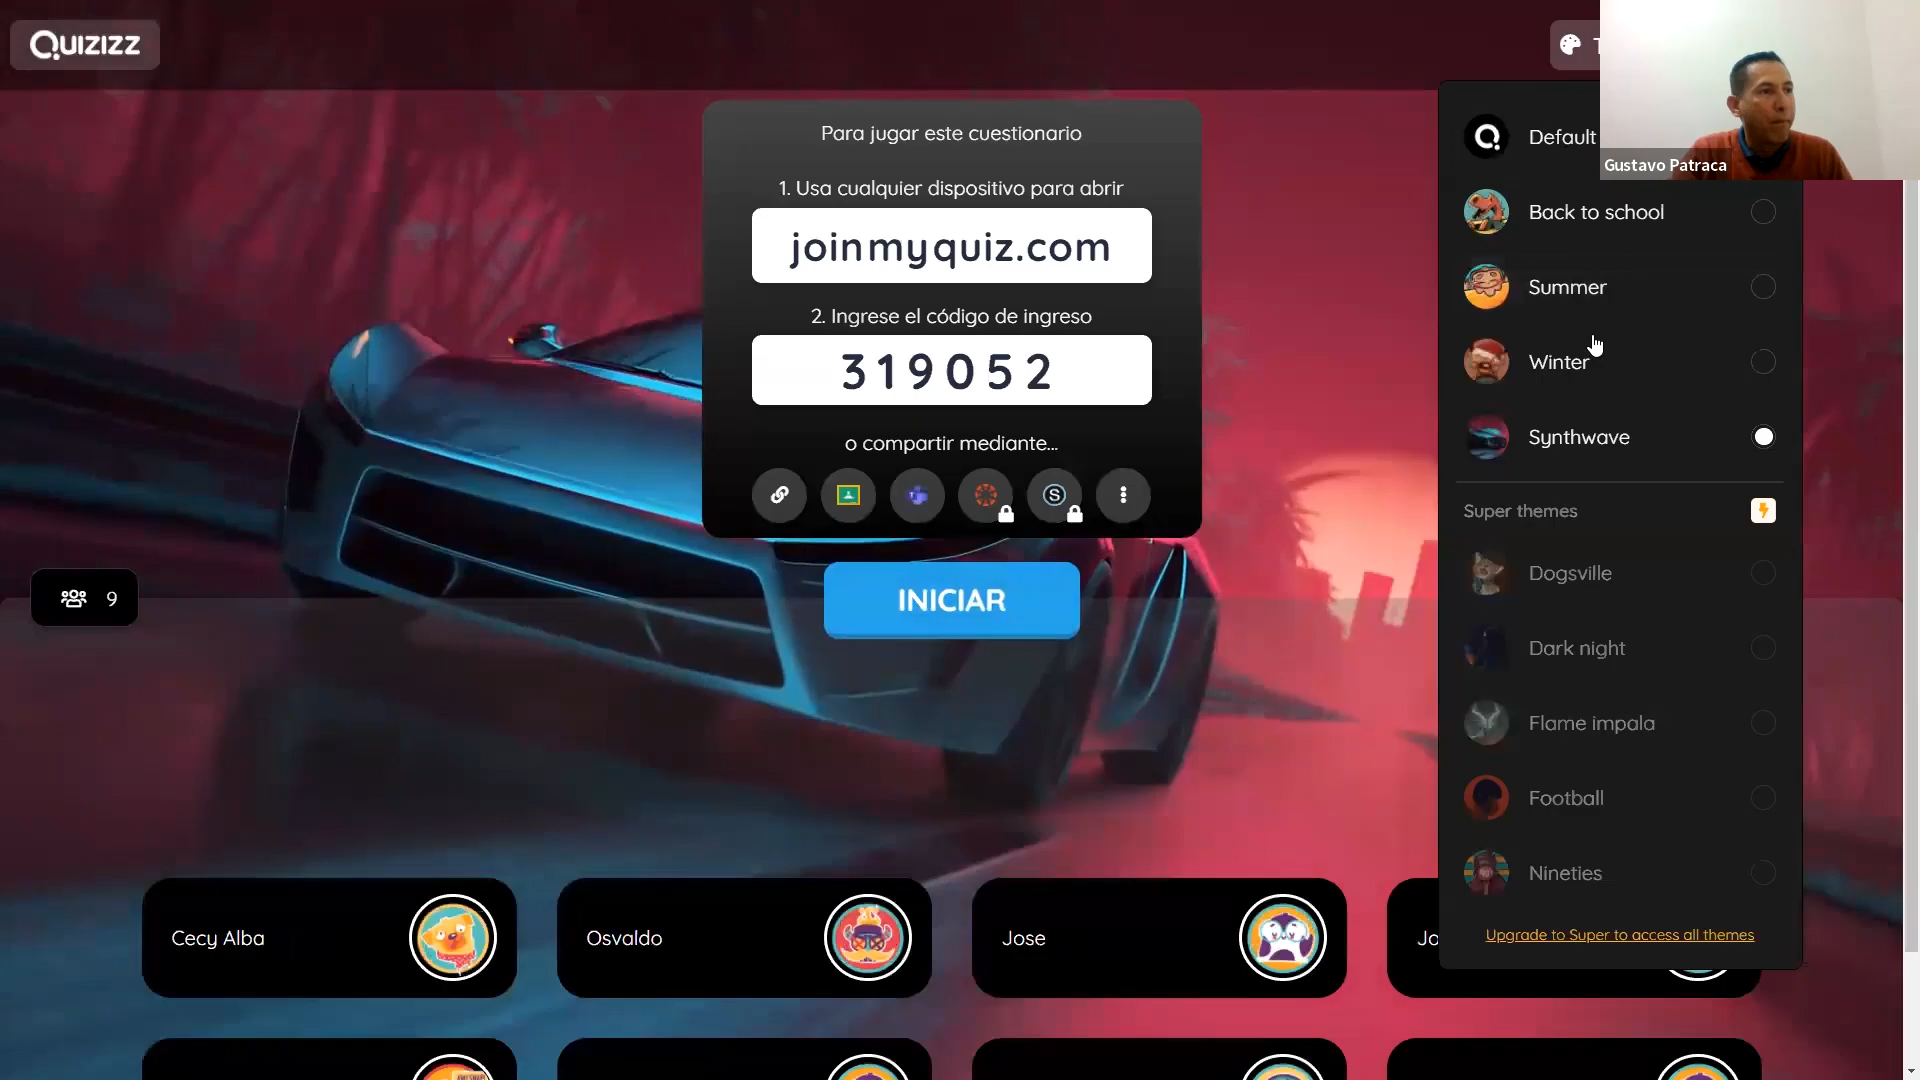 QUIZIZZ
T
Para jugar este cuestionario
1. Usa cualquier dispositivo para abrir
joinmyquiz.com
2. Ingrese el código de ingreso
319052
o compartir mediante...
S
INICIAR
9
Default
Gustavo Patraca
Back to school
Summer
Winter
Synthwave
Super themes
Dogsville
Dark night
Flame impala
Football
Nineties
Upgrade to Super to access all themes
Cecy Alba
Osvaldo
Jose
Jo